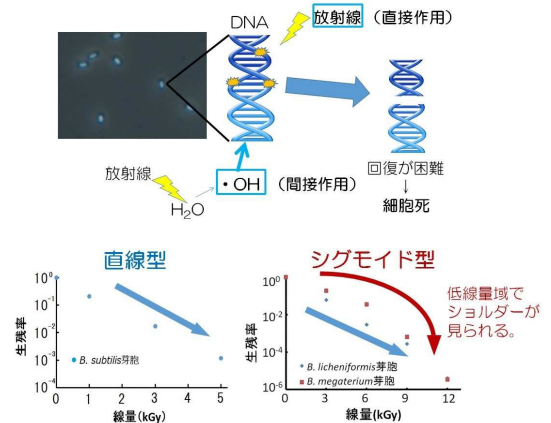 DNA
放射線（直接作用）
放射線
H₂O
・OH（間接作用）
回復が困難
↓
細胞死
直線型
生残率
10⁰
10⁻¹
10⁻²
10⁻³
10⁻⁴
B. subtilis芽胞
0 1 3 5
線量（kGy）
シグモイド型
低線量域で
ショルダーが
見られる。
生残率
10⁰
10⁻²
10⁻⁴
10⁻⁶
B. licheniformis芽胞
B. megaterium芽胞
0 3 6 9 12
線量(kGy)